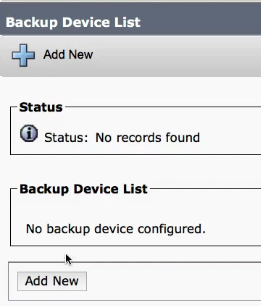 Backup Device List
Add New
Status
Status: No records found
Backup Device List
No backup device configured.
Add New